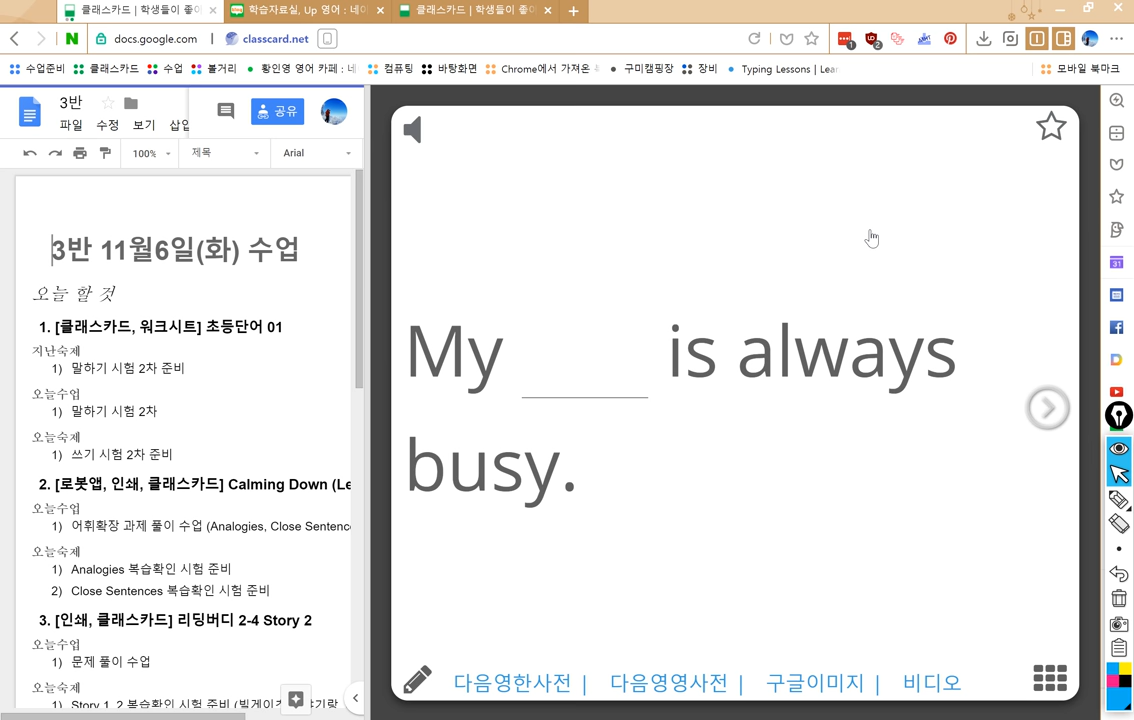 클래스카드 | 학생들이 좋아
학습자료실, Up 영어 : 네이
클래스카드 | 학생들이 좋아
docs.google.com | classcard.net
수업준비 클래스카드 수업 볼거리 황인영 영어 카페 : 네 컴퓨팅 바탕화면 Chrome에서 가져온 구미캠핑장 장비 Typing Lessons | Lear 모바일 북마크
3반
파일 수정 보기 삽입
공유
100% 제목 Arial
3반 11월6일(화) 수업
오늘 할 것
1. [클래스카드, 워크시트] 초등단어 01
지난숙제
1) 말하기 시험 2차 준비
오늘수업
1) 말하기 시험 2차
오늘숙제
1) 쓰기 시험 2차 준비
2. [로봇앱, 인쇄, 클래스카드] Calming Down (Le
오늘수업
1) 어휘확장 과제 풀이 수업 (Analogies, Close Sentenc
오늘숙제
1) Analogies 복습확인 시험 준비
2) Close Sentences 복습확인 시험 준비
3. [인쇄, 클래스카드] 리딩버디 2-4 Story 2
오늘수업
1) 문제 풀이 수업
오늘숙제
1) Story 1, 2 복습확인 시험 준비
My ____ is always
busy.
다음영한사전 | 다음영영사전 | 구글이미지 | 비디오